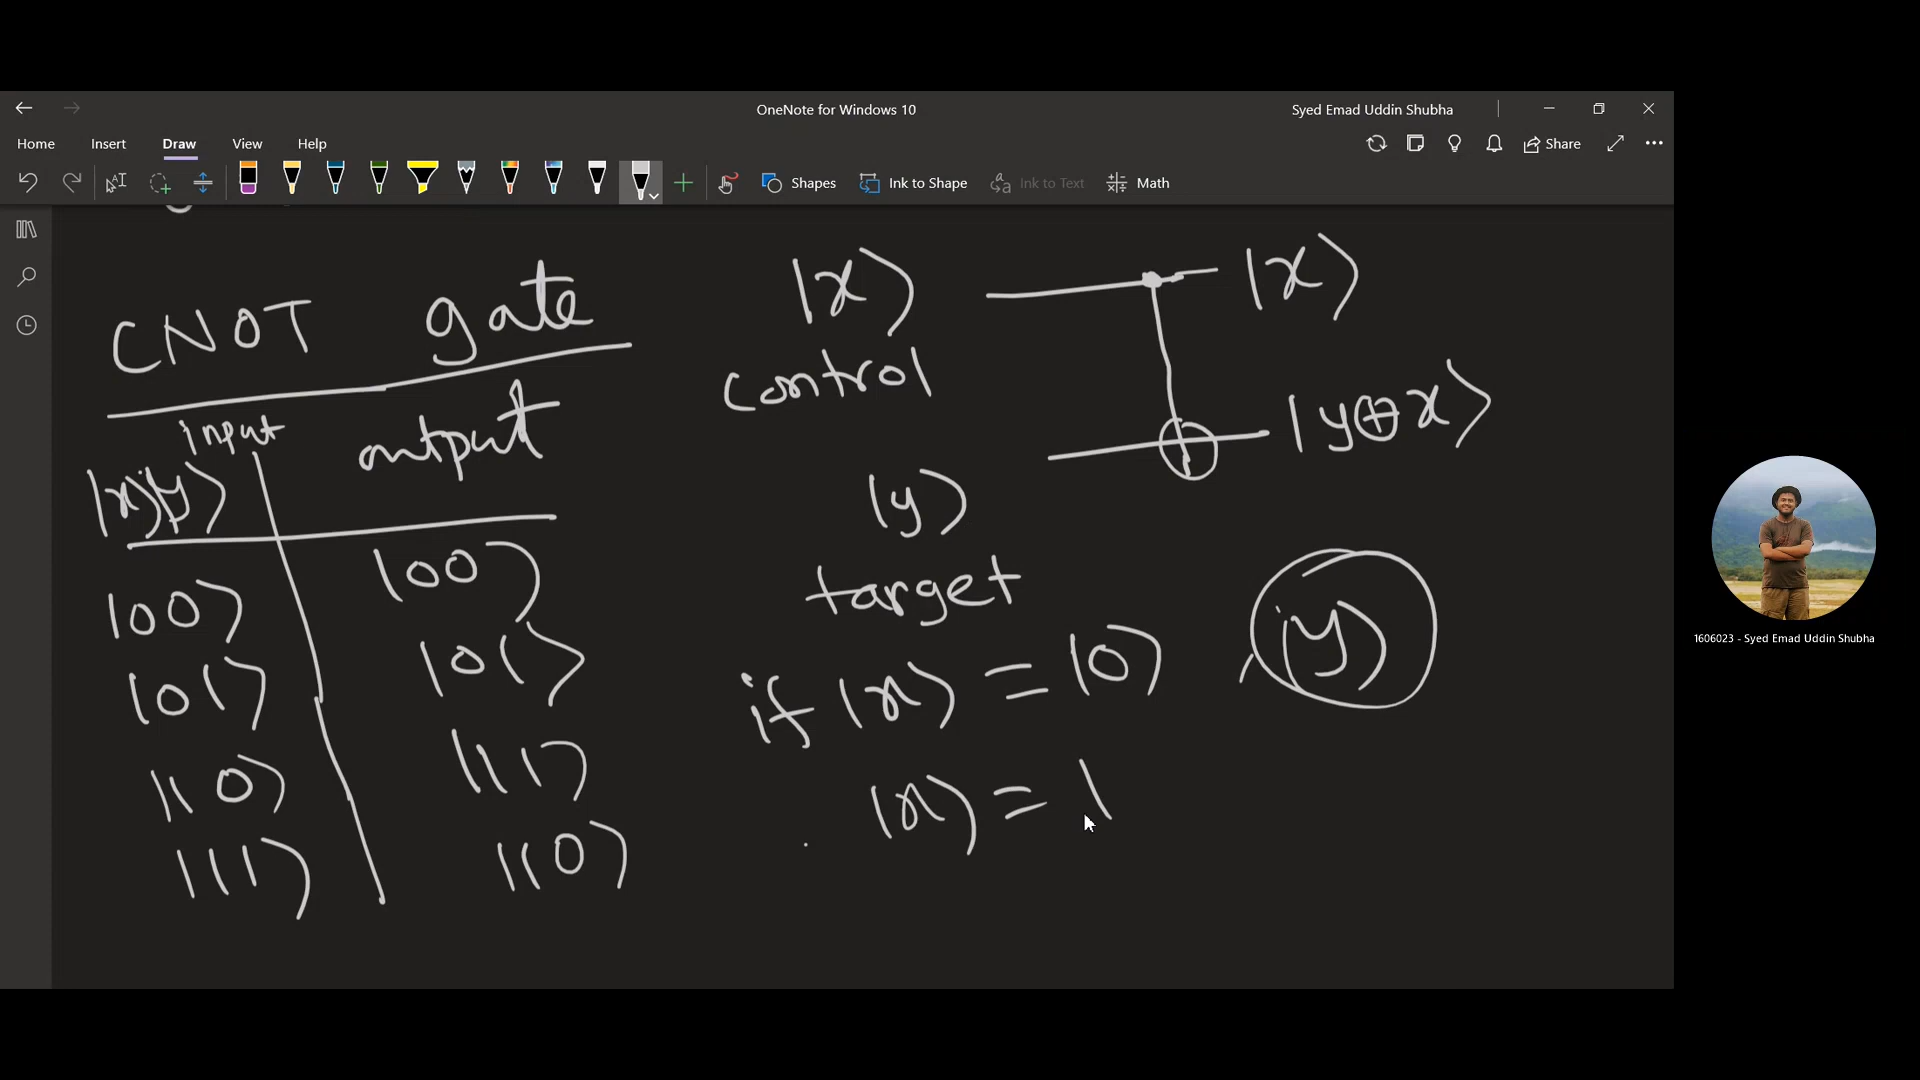 OneNote for Windows 10
Syed Emad Uddin Shubha
Home Insert Draw View Help
Share
Shapes Ink to Shape Ink to Text Math
CNOT gate
input output
|x⟩|y⟩
|00⟩ |00⟩
|01⟩ |01⟩
|10⟩ |11⟩
|11⟩ |10⟩
|x⟩ |x⟩
control
|y⊕x⟩
|y⟩
target
if |x⟩ = |0⟩, |y⟩
|x⟩ = |
1606023 - Syed Emad Uddin Shubha